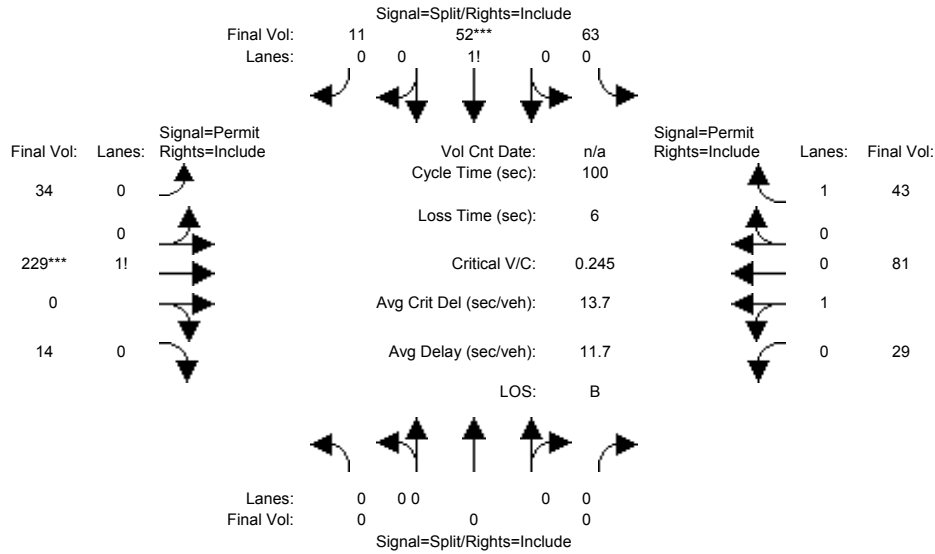 Signal=Split/Rights=Include
Final Vol: 11 52*** 63
Lanes: 0 0 1! 0 0
Signal=Permit
Final Vol: Lanes: Rights=Include
Vol Cnt Date: n/a
Signal=Permit
Rights=Include Lanes: Final Vol:
Cycle Time (sec): 100
34 0
1 43
Loss Time (sec): 6
0
0
229*** 1!
Critical V/C: 0.245
0 81
0 0
Avg Crit Del (sec/veh): 13.7
1
14 0
Avg Delay (sec/veh): 11.7
0 29
LOS: B
Lanes: 0 0 0 0 0
Final Vol: 0 0 0
Signal=Split/Rights=Include